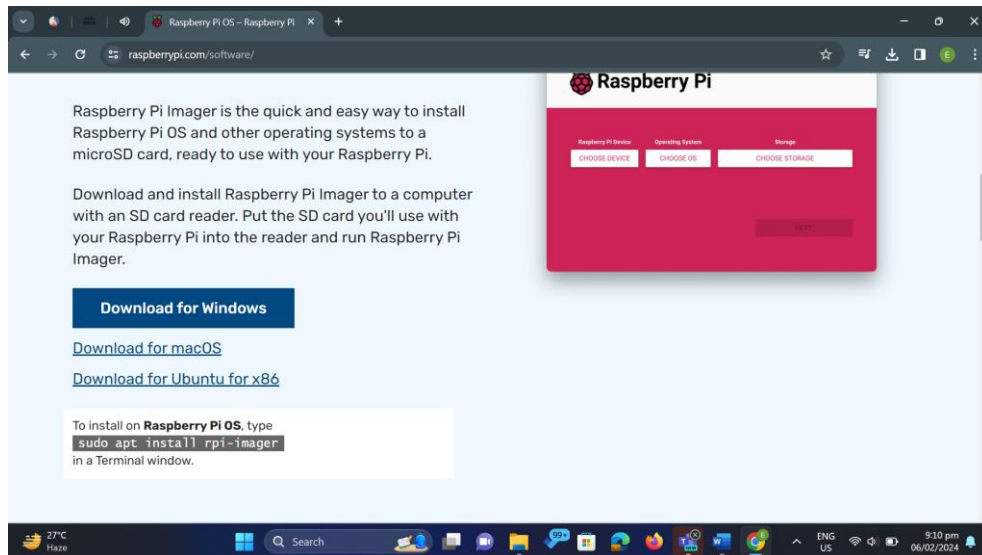 Raspberry Pi OS – Raspberry Pi
raspberrypi.com/software/
E
Raspberry Pi Imager is the quick and easy way to install
Raspberry Pi OS and other operating systems to a
microSD card, ready to use with your Raspberry Pi.
Download and install Raspberry Pi Imager to a computer
with an SD card reader. Put the SD card you'll use with
your Raspberry Pi into the reader and run Raspberry Pi
Imager.
Download for Windows
Download for macOS
Download for Ubuntu for x86
To install on Raspberry Pi OS, type
sudo apt install rpi-imager
in a Terminal window.
Raspberry Pi
Raspberry Pi Device Operating System Storage
CHOOSE DEVICE CHOOSE OS CHOOSE STORAGE
NEXT
27°C
Haze
Search
99+
ENG
US
9:10 pm
06/02/2024